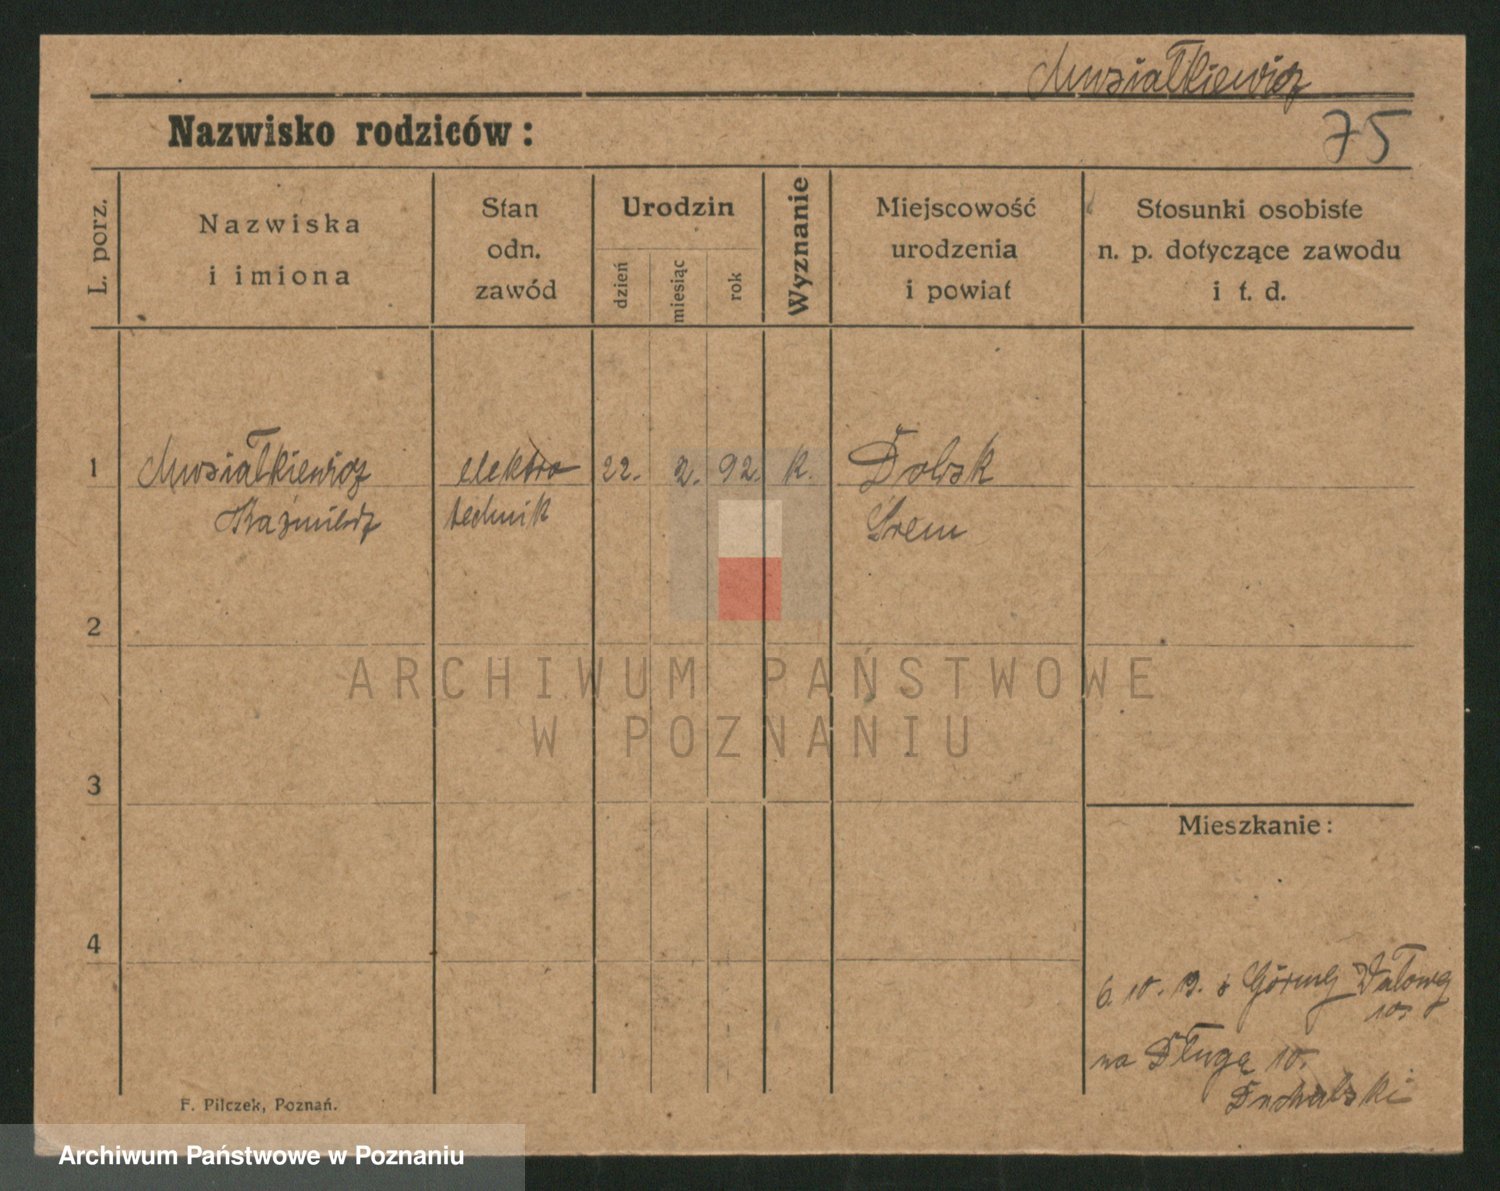 Musiałkiewicz
75
Nazwisko rodziców:
L. porz.
Nazwiska
i imiona
Stan
odn.
zawód
Urodzin
dzień
miesiąc
rok
Wyznanie
Miejscowość
urodzenia
i powiat
Stosunki osobiste
n. p. dotyczące zawodu
i t. d.
1
Musiałkiewicz
elektro
22. 2. 92. k.
Dolsk
Kaźmierz
technik
Śrem
2
ARCHIWUM PAŃSTWOWE
W POZNANIU
3
Mieszkanie:
4
6. 10. 19. z Górnej
10
na Długą 10.
F. Pilczek, Poznań.
Archiwum Państwowe w Poznaniu